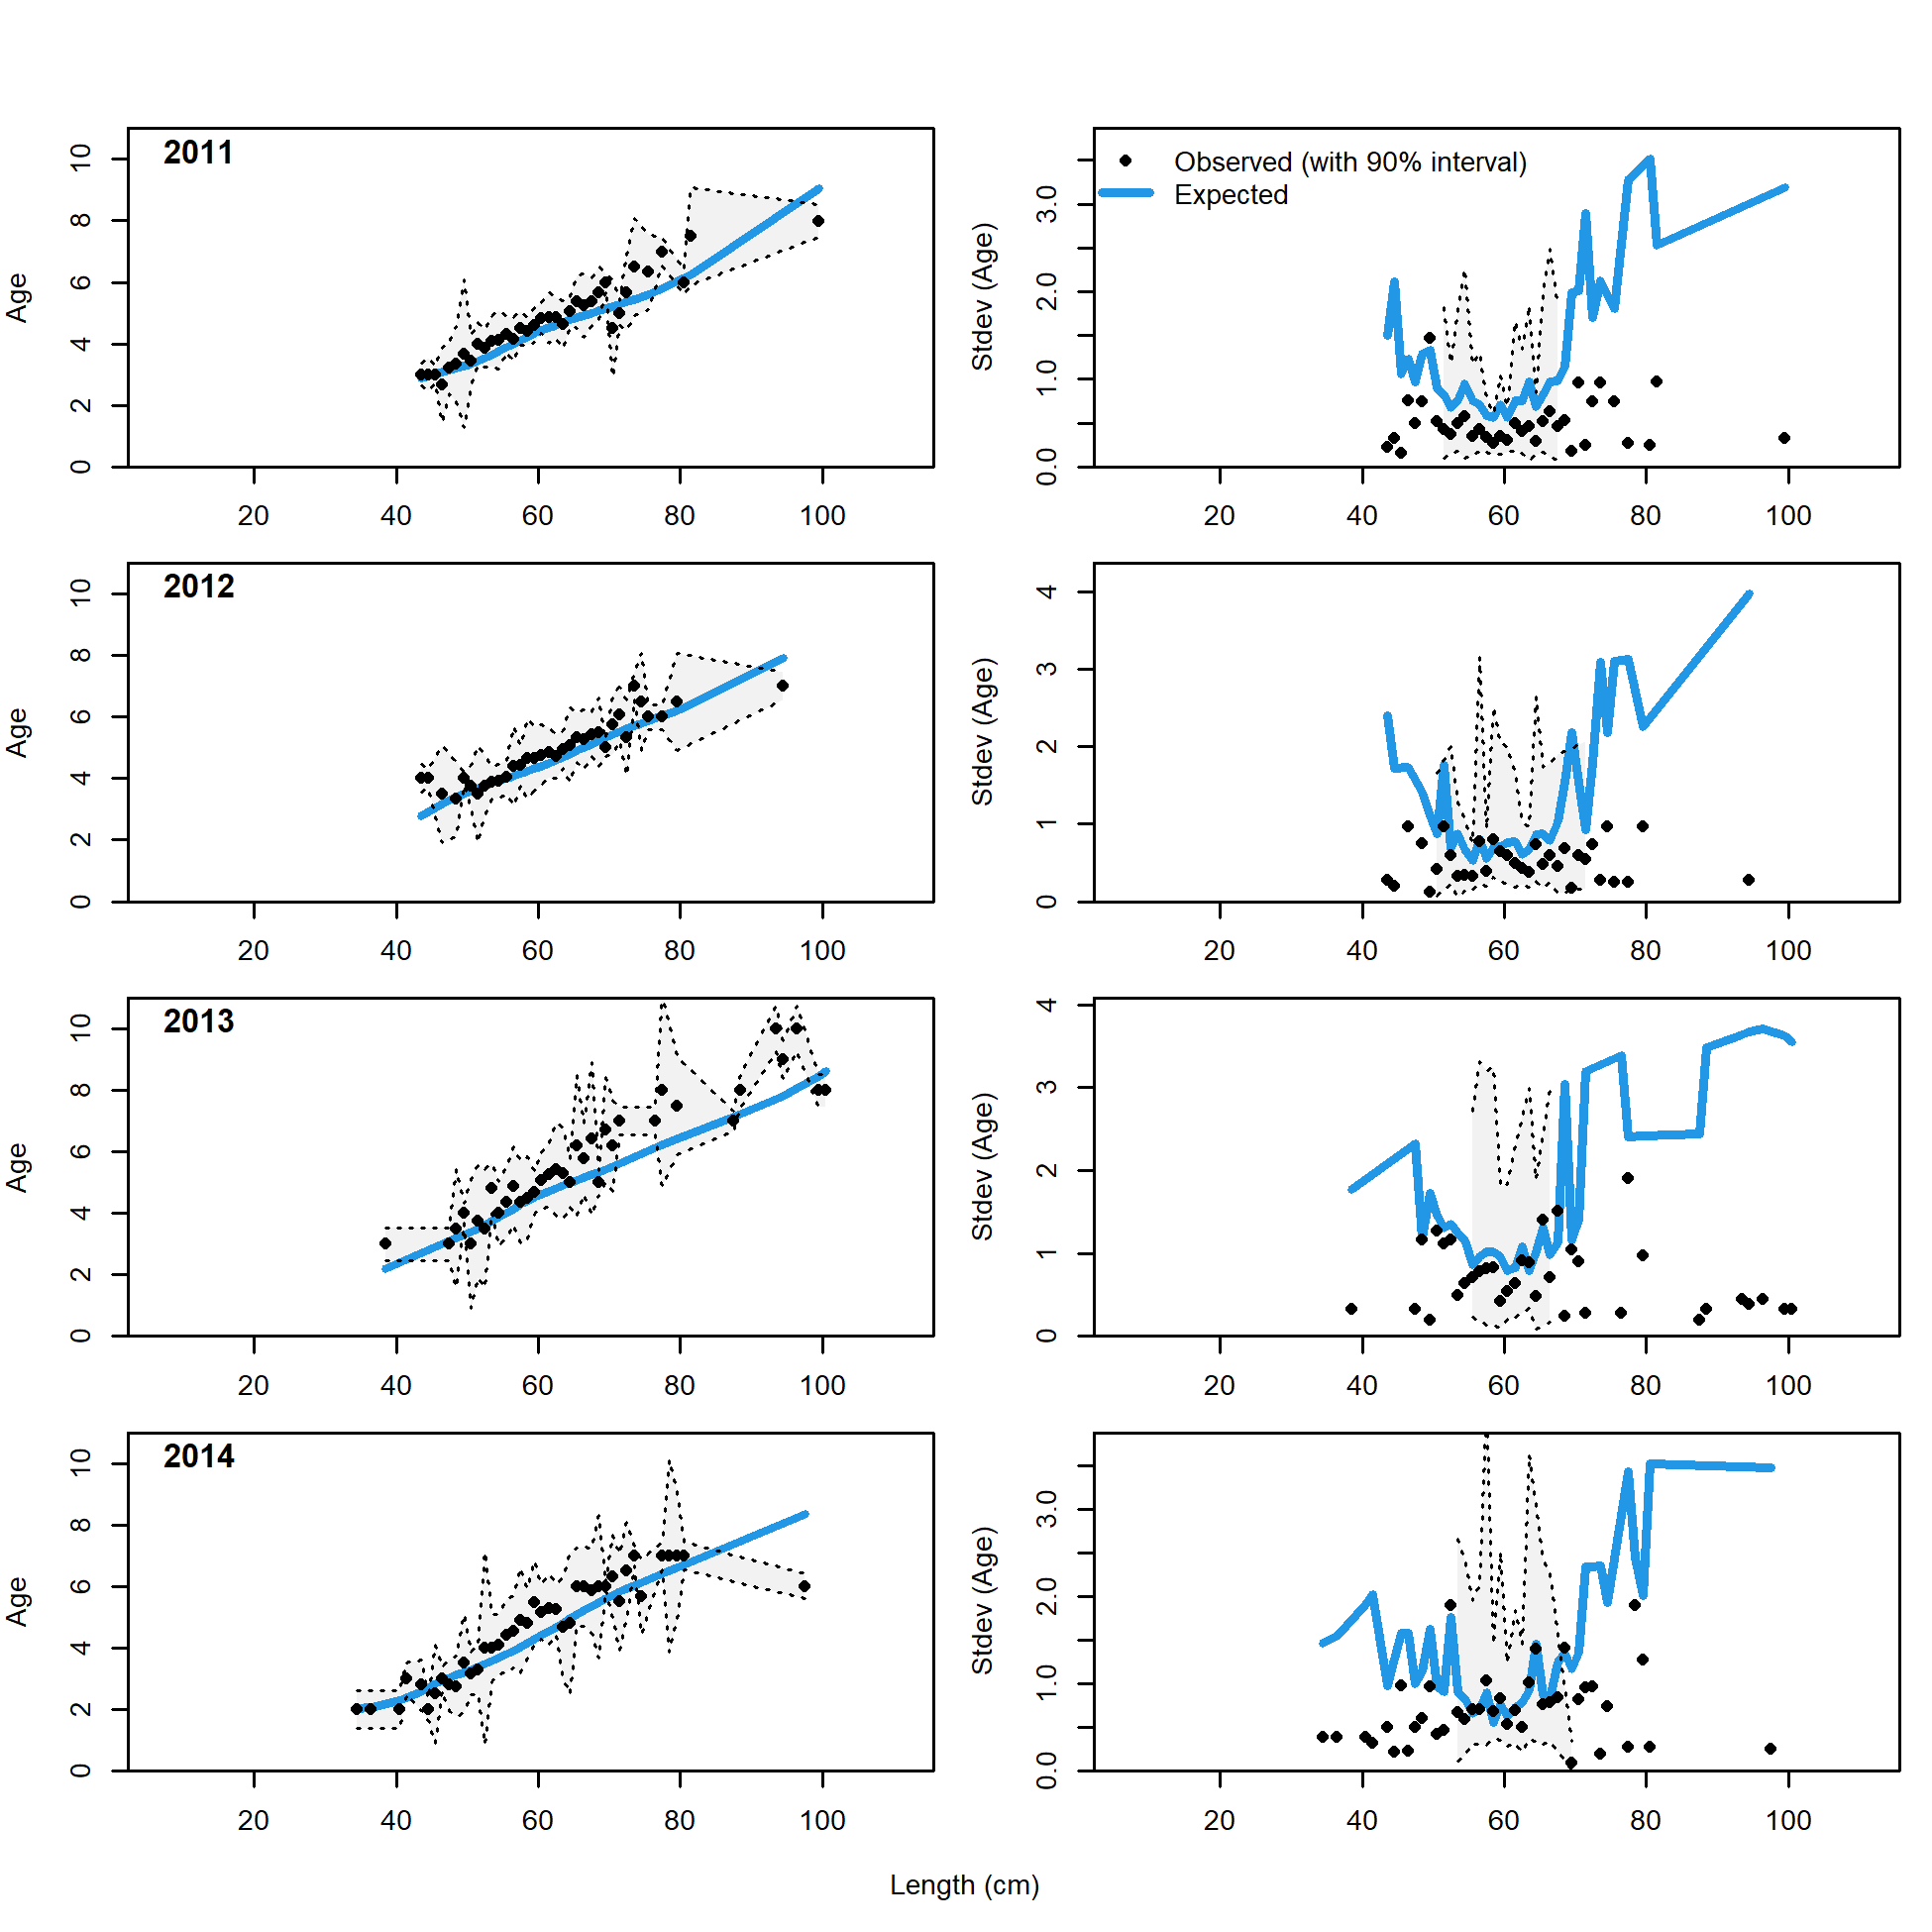 2011
Age
0 2 4 6 8 10
20 40 60 80 100
Observed (with 90% interval)
Expected
Stdev (Age)
0.0 1.0 2.0 3.0
20 40 60 80 100
2012
Age
0 2 4 6 8 10
20 40 60 80 100
Stdev (Age)
0 1 2 3 4
20 40 60 80 100
2013
Age
0 2 4 6 8 10
20 40 60 80 100
Stdev (Age)
0 1 2 3 4
20 40 60 80 100
2014
Age
0 2 4 6 8 10
20 40 60 80 100
Stdev (Age)
0.0 1.0 2.0 3.0
20 40 60 80 100
Length (cm)